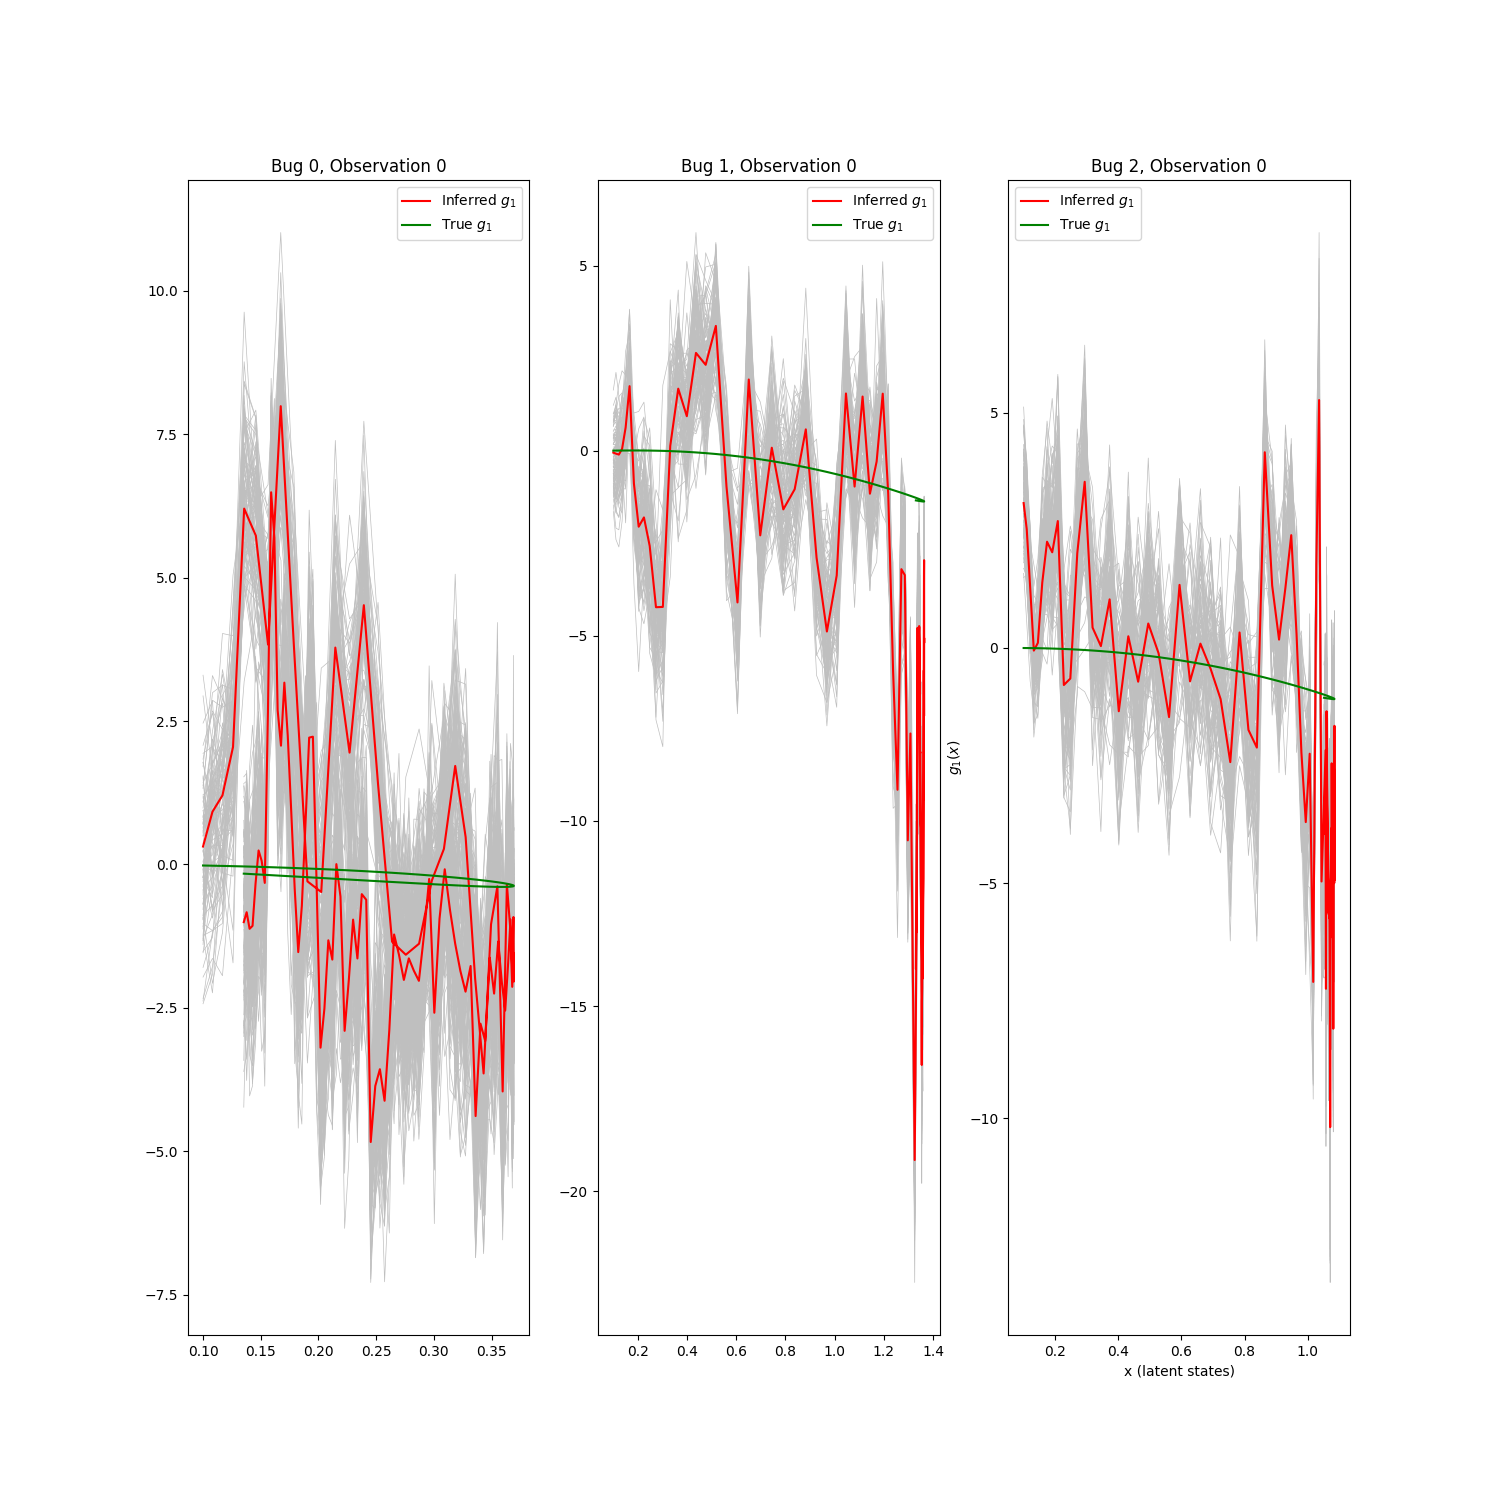 Bug 0, Observation 0
Inferred g₁
True g₁
10.0
7.5
5.0
2.5
0.0
−2.5
−5.0
−7.5
0.10 0.15 0.20 0.25 0.30 0.35
Bug 1, Observation 0
Inferred g₁
True g₁
5
0
−5
−10
−15
−20
0.2 0.4 0.6 0.8 1.0 1.2 1.4
Bug 2, Observation 0
Inferred g₁
True g₁
g₁(x)
5
0
−5
−10
0.2 0.4 0.6 0.8 1.0
x (latent states)